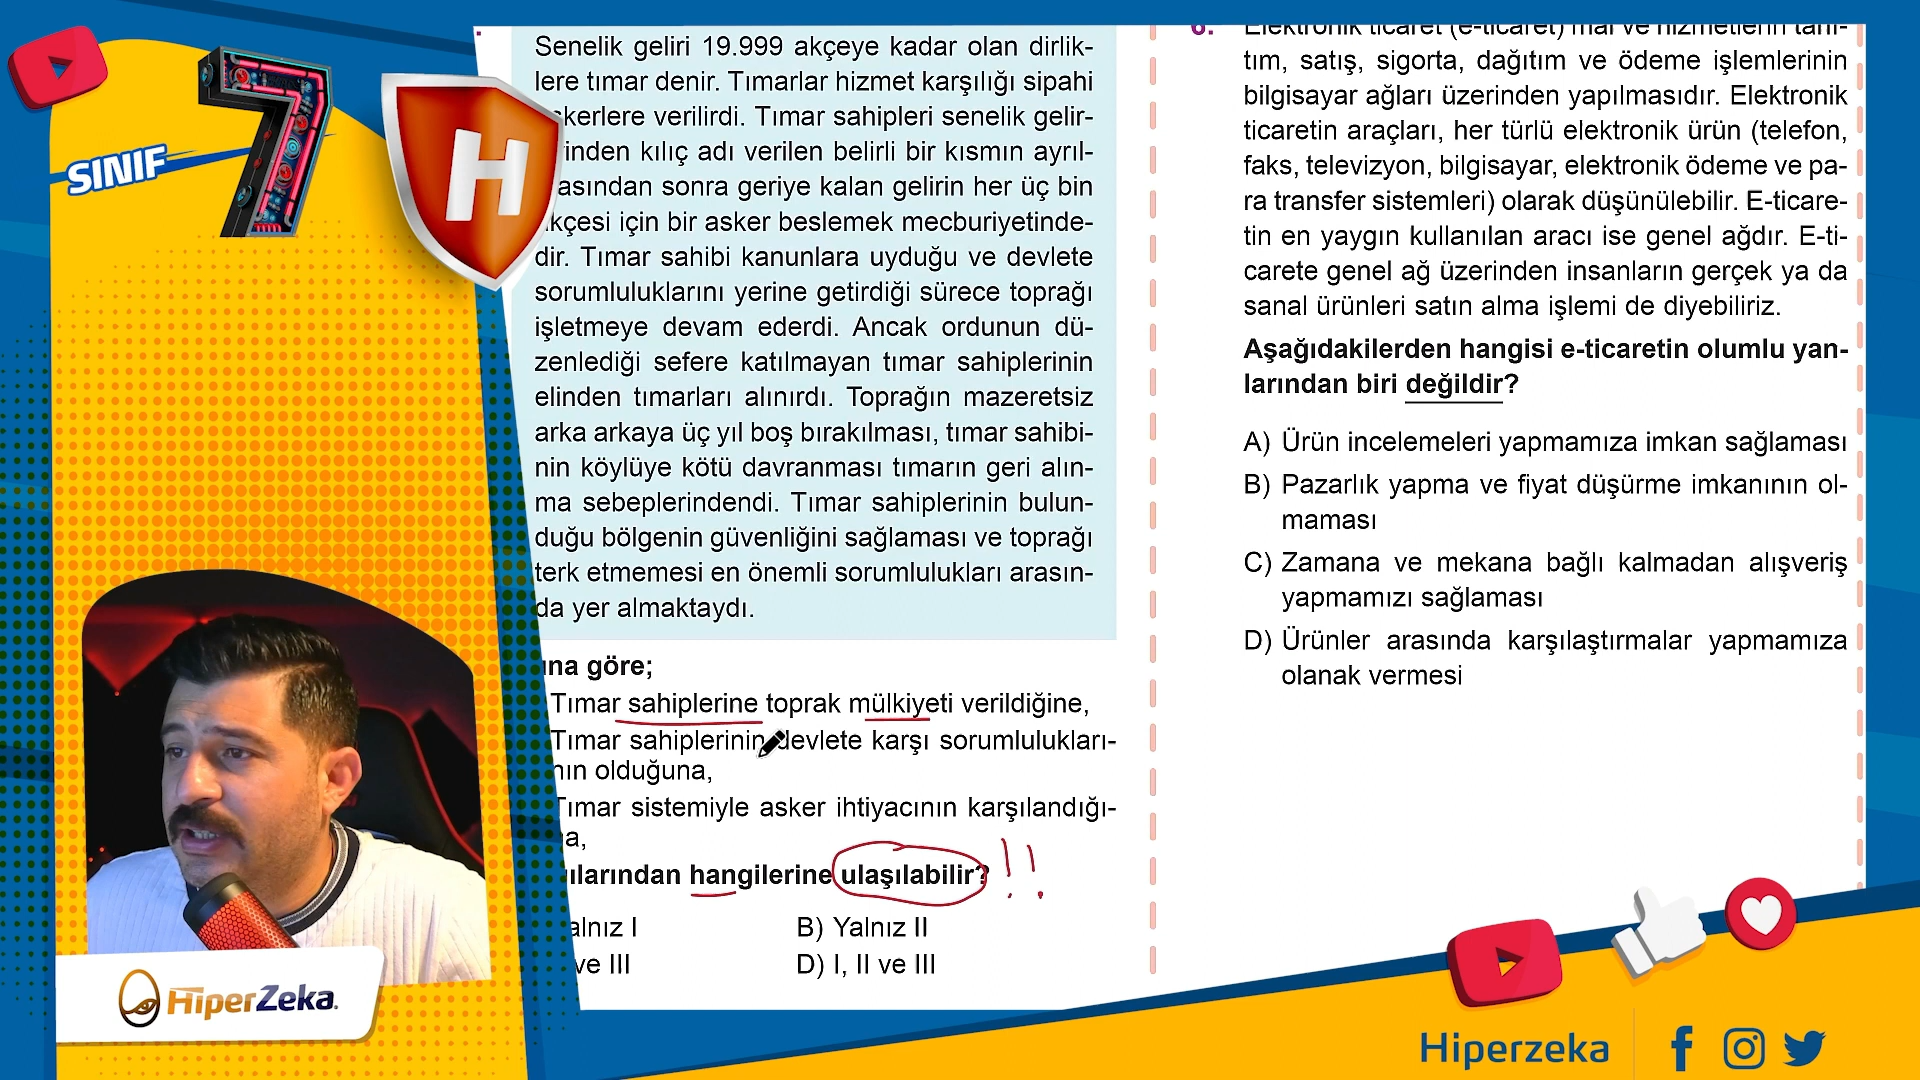 7
SINIF
H
Senelik geliri 19.999 akçeye kadar olan dirlik-
lere tımar denir. Tımarlar hizmet karşılığı sipahi
kerlere verilirdi. Tımar sahipleri senelik gelir-
inden kılıç adı verilen belirli bir kısmın ayrıl-
asından sonra geriye kalan gelirin her üç bin
kçesi için bir asker beslemek mecburiyetinde-
dir. Tımar sahibi kanunlara uyduğu ve devlete
sorumluluklarını yerine getirdiği sürece toprağı
işletmeye devam ederdi. Ancak ordunun dü-
zenlediği sefere katılmayan tımar sahiplerinin
elinden tımarları alınırdı. Toprağın mazeretsiz
arka arkaya üç yıl boş bırakılması, tımar sahibi-
nin köylüye kötü davranması tımarın geri alın-
ma sebeplerindendi. Tımar sahiplerinin bulun-
duğu bölgenin güvenliğini sağlaması ve toprağı
terk etmemesi en önemli sorumlulukları arasın-
da yer almaktaydı.
una göre;
Tımar sahiplerine toprak mülkiyeti verildiğine,
Tımar sahiplerinin devlete karşı sorumlulukları-
nın olduğuna,
Tımar sistemiyle asker ihtiyacının karşılandığı-
a,
ılarından hangilerine ulaşılabilir? !!
alnız I
B) Yalnız II
ve III
D) I, II ve III
6. Elektronik ticaret (e-ticaret) mal ve hizmetlerin tanı-
tım, satış, sigorta, dağıtım ve ödeme işlemlerinin
bilgisayar ağları üzerinden yapılmasıdır. Elektronik
ticaretin araçları, her türlü elektronik ürün (telefon,
faks, televizyon, bilgisayar, elektronik ödeme ve pa-
ra transfer sistemleri) olarak düşünülebilir. E-ticare-
tin en yaygın kullanılan aracı ise genel ağdır. E-ti-
carete genel ağ üzerinden insanların gerçek ya da
sanal ürünleri satın alma işlemi de diyebiliriz.
Aşağıdakilerden hangisi e-ticaretin olumlu yan-
larından biri değildir?
A) Ürün incelemeleri yapmamıza imkan sağlaması
B) Pazarlık yapma ve fiyat düşürme imkanının ol-
maması
C) Zamana ve mekana bağlı kalmadan alışveriş
yapmamızı sağlaması
D) Ürünler arasında karşılaştırmalar yapmamıza
olanak vermesi
HiperZeka.
Hiperzeka